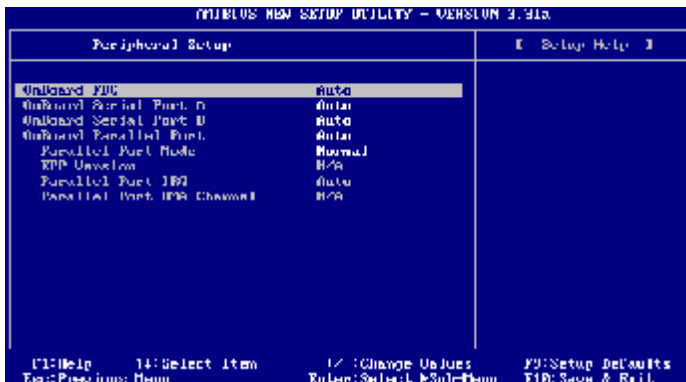 AMIBIOS NEW SETUP UTILITY - VERSION 3.31a
Peripheral Setup
[ Setup Help ]
OnBoard FDC Auto
OnBoard Serial Port A Auto
OnBoard Serial Port B Auto
OnBoard Parallel Port Auto
Parallel Port Mode Normal
EPP Version N/A
Parallel Port IRQ Auto
Parallel Port DMA Channel N/A
F1:Help ↑↓:Select Item +/-:Change Values F9:Setup Defaults
Esc:Previous Menu Enter:Select ►Sub-Menu F10:Save & Exit